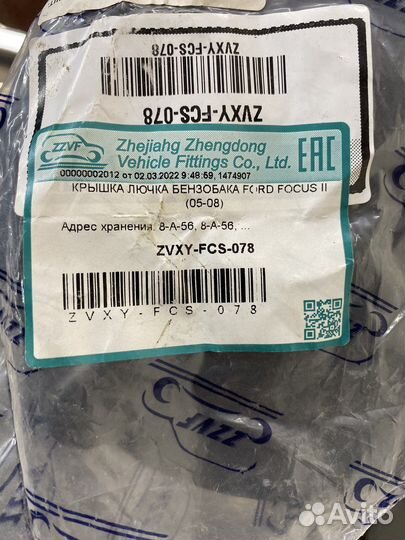 ZVXY-FCS-078
ZVXY-FCS-078
ZZVF
Zhejiahg Zhengdong
Vehicle Fittings Co., Ltd.
EAC
00000002012 от 02.03.2022 9:48:59, 1474907
КРЫШКА ЛЮЧКА БЕНЗОБАКА FORD FOCUS II
(05-08)
Адрес хранения: 8-А-56, 8-А-56, ...
ZVXY-FCS-078
ZVXY-FCS-078
ZZVF
Avito